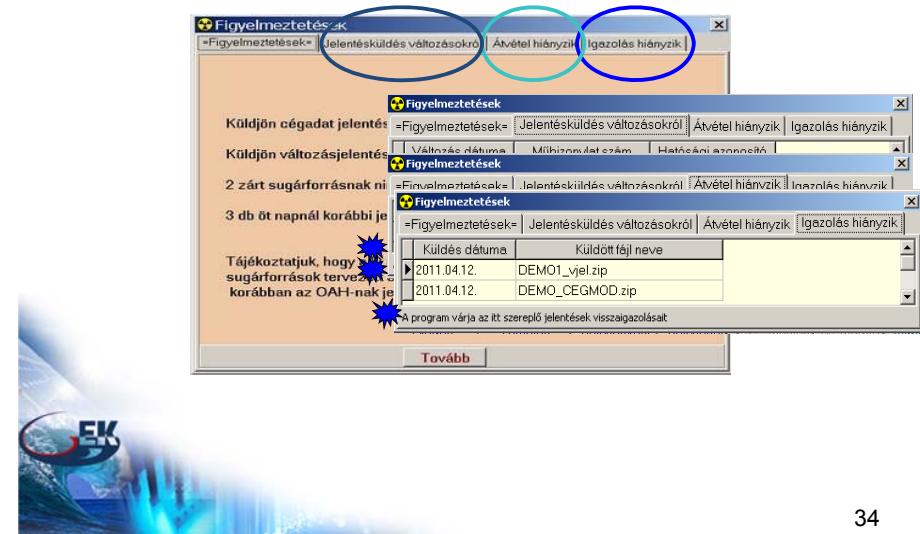 Figyelmeztetések
=Figyelmeztetések= Jelentésküldés változásokról Átvétel hiányzik Igazolás hiányzik
Küldjön cégadat jelentés
Küldjön változásjelentés
2 zárt sugárforrásnak ni
3 db öt napnál korábbi je
Tájékoztatjuk, hogy
sugárforrások tervezett
korábban az OAH-nak je
Tovább
Figyelmeztetések
=Figyelmeztetések= Jelentésküldés változásokról Átvétel hiányzik Igazolás hiányzik
Változás dátuma Műbizonylat szám Hatósági azonosító
Figyelmeztetések
=Figyelmeztetések= Jelentésküldés változásokról Átvétel hiányzik Igazolás hiányzik
Figyelmeztetések
=Figyelmeztetések= Jelentésküldés változásokról Átvétel hiányzik Igazolás hiányzik
Küldés dátuma Küldött fájl neve
2011.04.12. DEMO1_vjel.zip
2011.04.12. DEMO_CEGMOD.zip
A program várja az itt szereplő jelentések visszaigazolásait
EK
34